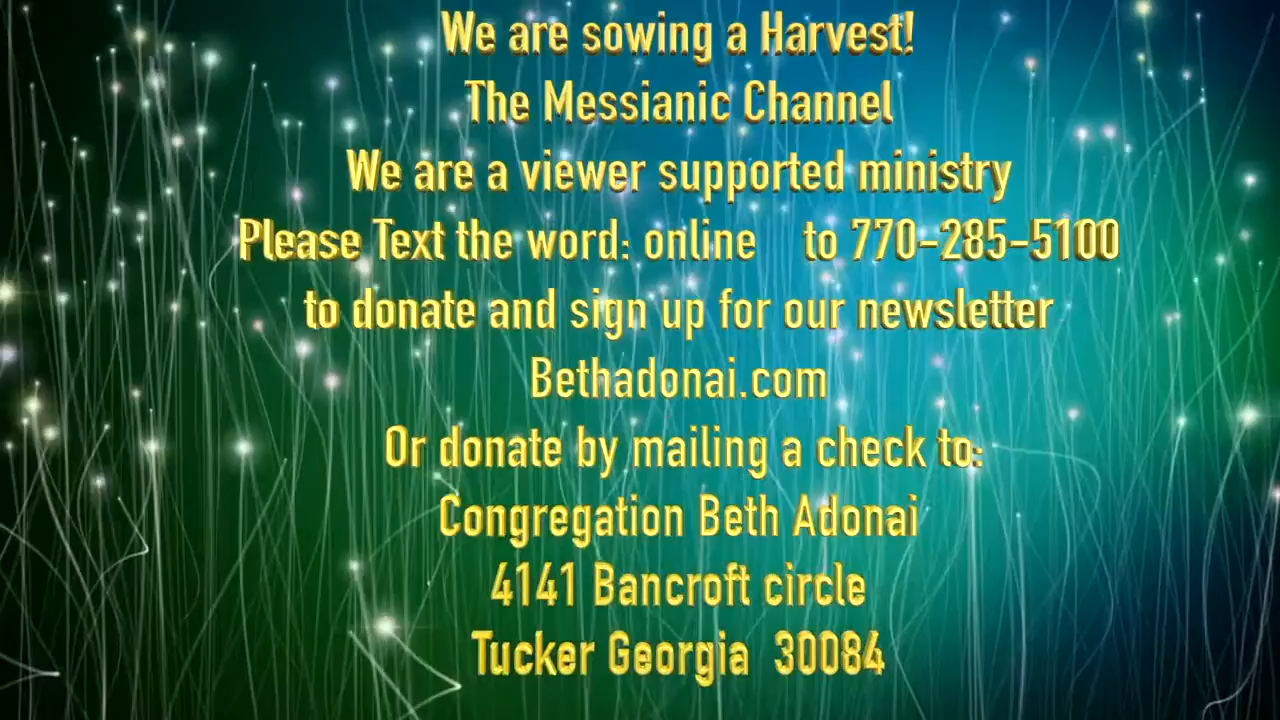 We are sowing a Harvest!
The Messianic Channel
We are a viewer supported ministry
Please Text the word: online to 770-285-5100
to donate and sign up for our newsletter
Bethadonai.com
Or donate by mailing a check to:
Congregation Beth Adonai
4141 Bancroft circle
Tucker Georgia 30084